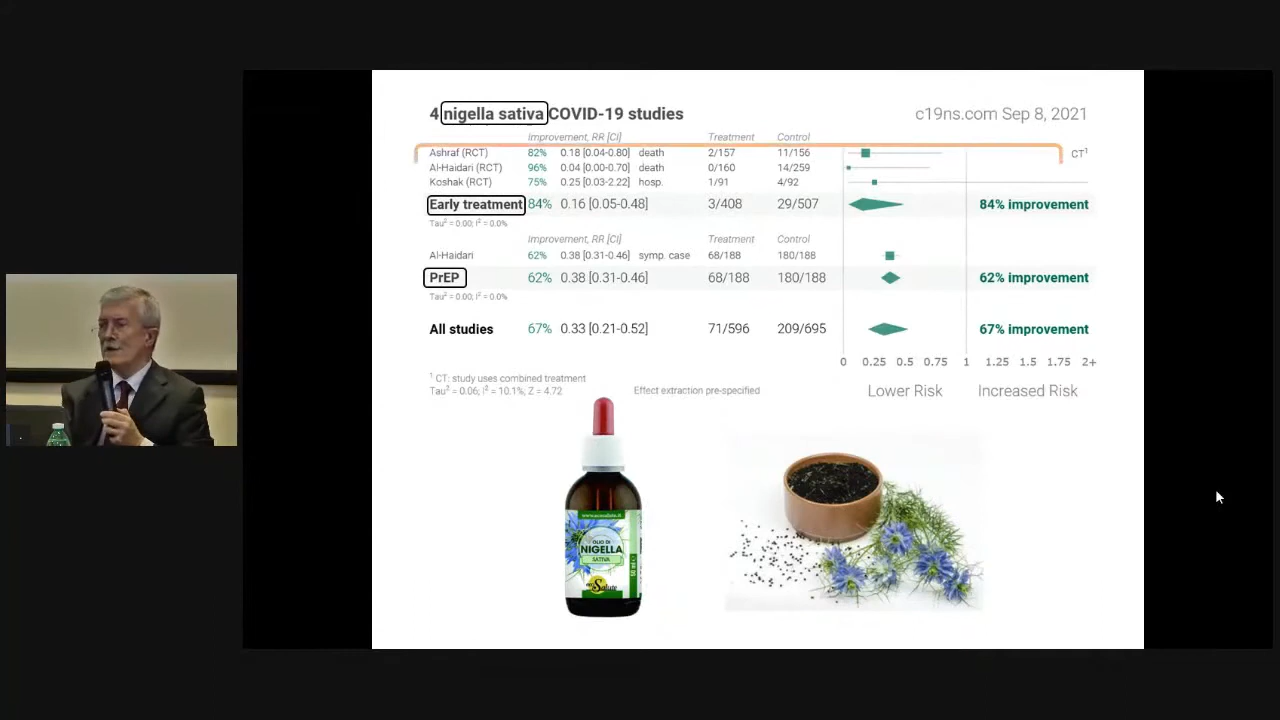 4 nigella sativa COVID-19 studies
c19ns.com Sep 8, 2021
Improvement, RR [CI] Treatment Control
Ashraf (RCT) 82% 0.18 [0.04-0.80] death 2/157 11/156 CT1
Al-Haidari (RCT) 96% 0.04 [0.00-0.70] death 0/160 14/259
Koshak (RCT) 75% 0.25 [0.03-2.22] hosp. 1/91 4/92
Early treatment 84% 0.16 [0.05-0.48] 3/408 29/507 84% improvement
Tau2 = 0.00; I2 = 0.0%
Improvement, RR [CI] Treatment Control
Al-Haidari 62% 0.38 [0.31-0.46] symp. case 68/188 180/188
PrEP 62% 0.38 [0.31-0.46] 68/188 180/188 62% improvement
Tau2 = 0.00; I2 = 0.0%
All studies 67% 0.33 [0.21-0.52] 71/596 209/695 67% improvement
0 0.25 0.5 0.75 1 1.25 1.5 1.75 2+
1 CT: study uses combined treatment
Tau2 = 0.06; I2 = 10.1%; Z = 4.72 Effect extraction pre-specified Lower Risk Increased Risk
OLIO DI
NIGELLA
SATIVA
Salute
50 ml